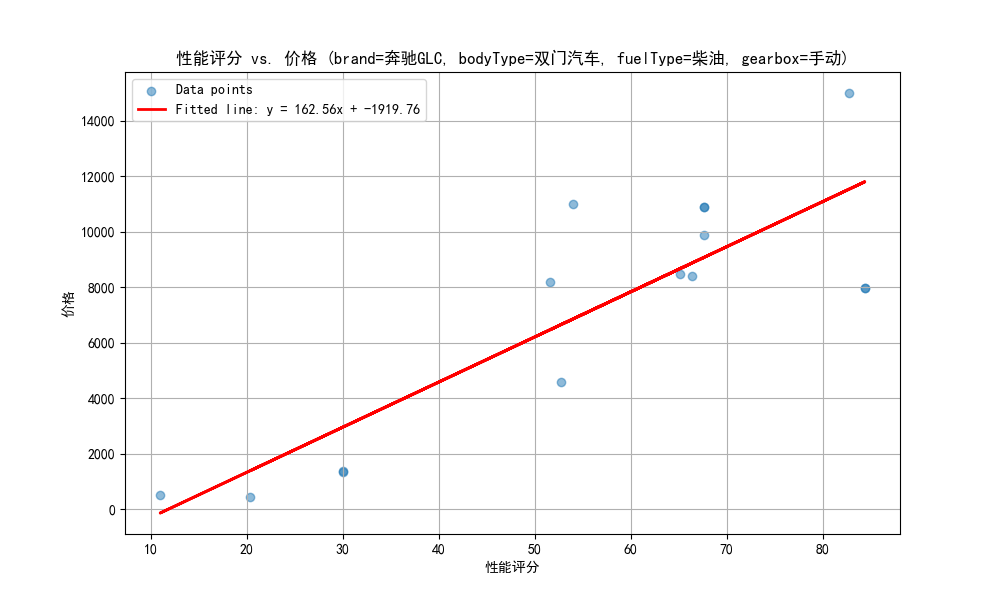 性能评分 vs. 价格 (brand=奔驰GLC, bodyType=双门汽车, fuelType=柴油, gearbox=手动)
Data points
Fitted line: y = 162.56x + -1919.76
价格
14000
12000
10000
8000
6000
4000
2000
0
10 20 30 40 50 60 70 80
性能评分